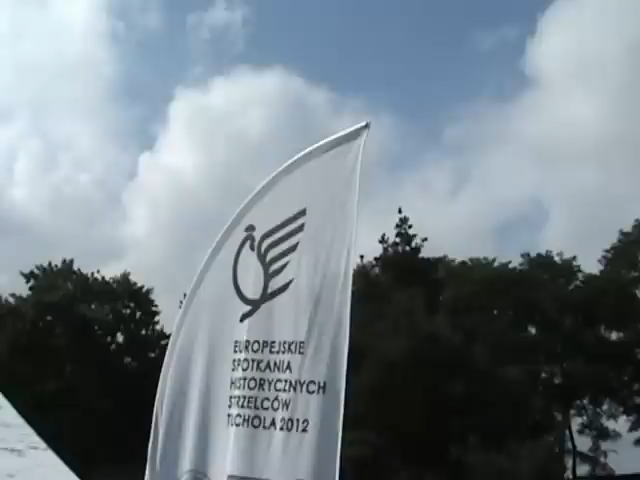 EUROPEJSKIE
SPOTKANIA
HISTORYCZNYCH
STRZELCÓW
TUCHOLA 2012